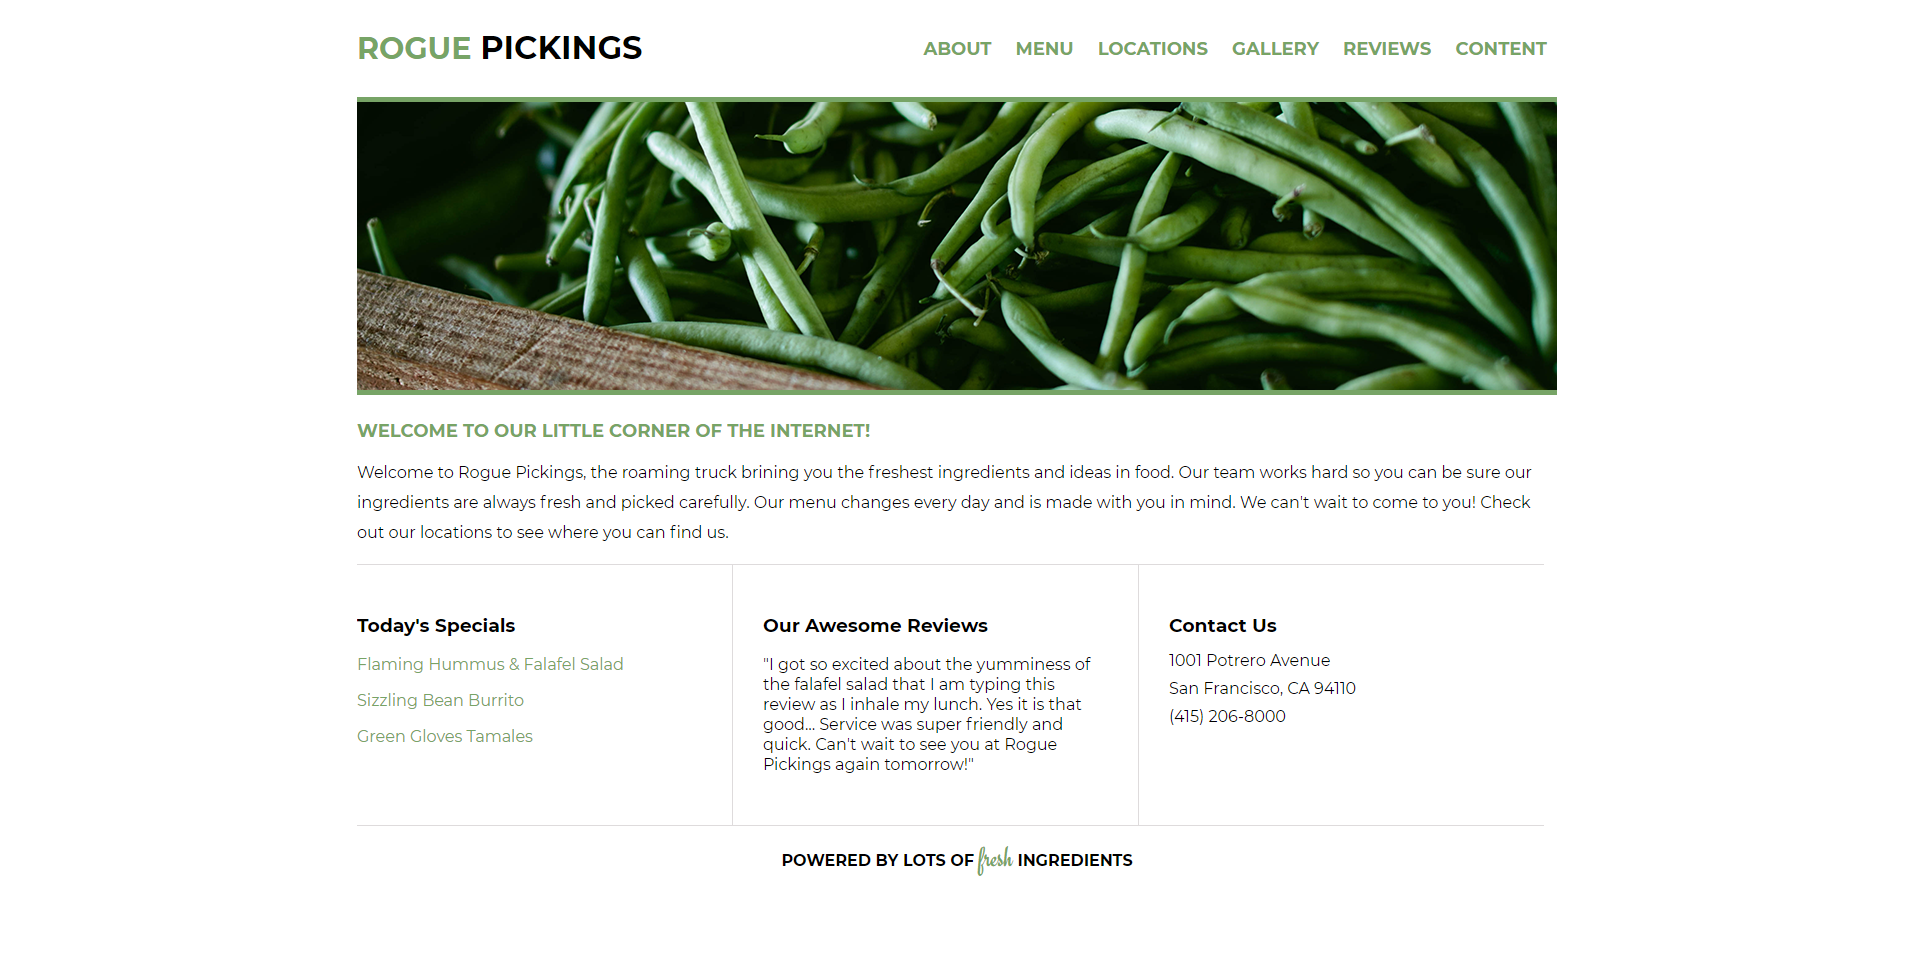 ROGUE PICKINGS
ABOUT MENU LOCATIONS GALLERY REVIEWS CONTENT
WELCOME TO OUR LITTLE CORNER OF THE INTERNET!
Welcome to Rogue Pickings, the roaming truck brining you the freshest ingredients and ideas in food. Our team works hard so you can be sure our
ingredients are always fresh and picked carefully. Our menu changes every day and is made with you in mind. We can't wait to come to you! Check
out our locations to see where you can find us.
Today's Specials
Flaming Hummus & Falafel Salad
Sizzling Bean Burrito
Green Gloves Tamales
Our Awesome Reviews
"I got so excited about the yumminess of
the falafel salad that I am typing this
review as I inhale my lunch. Yes it is that
good... Service was super friendly and
quick. Can't wait to see you at Rogue
Pickings again tomorrow!"
Contact Us
1001 Potrero Avenue
San Francisco, CA 94110
(415) 206-8000
POWERED BY LOTS OF fresh INGREDIENTS